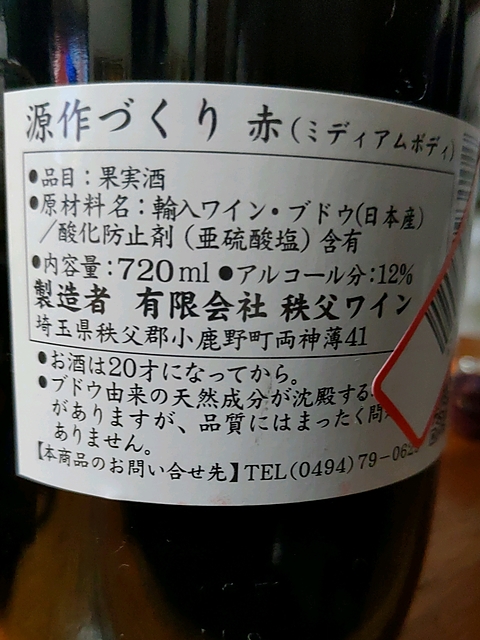 源作づくり 赤(ミディアムボディ)
●品目:果実酒
●原材料名:輸入ワイン・ブドウ(日本産)
/酸化防止剤(亜硫酸塩)含有
●内容量:720ml ●アルコール分:12%
製造者 有限会社 秩父ワイン
埼玉県秩父郡小鹿野町両神薄41
●お酒は20才になってから。
●ブドウ由来の天然成分が沈殿する
がありますが、品質にはまったく問
ありません。
【本商品のお問い合せ先】TEL(0494)79-06